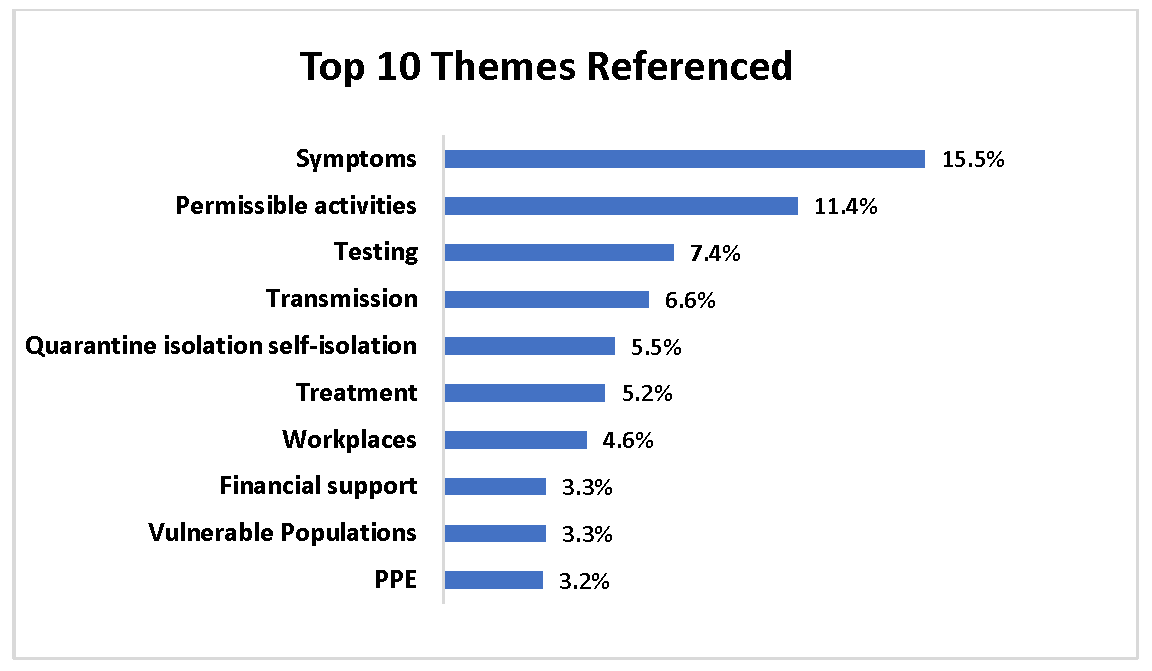 Top 10 Themes Referenced
Symptoms 15.5%
Permissible activities 11.4%
Testing 7.4%
Transmission 6.6%
Quarantine isolation self-isolation 5.5%
Treatment 5.2%
Workplaces 4.6%
Financial support 3.3%
Vulnerable Populations 3.3%
PPE 3.2%